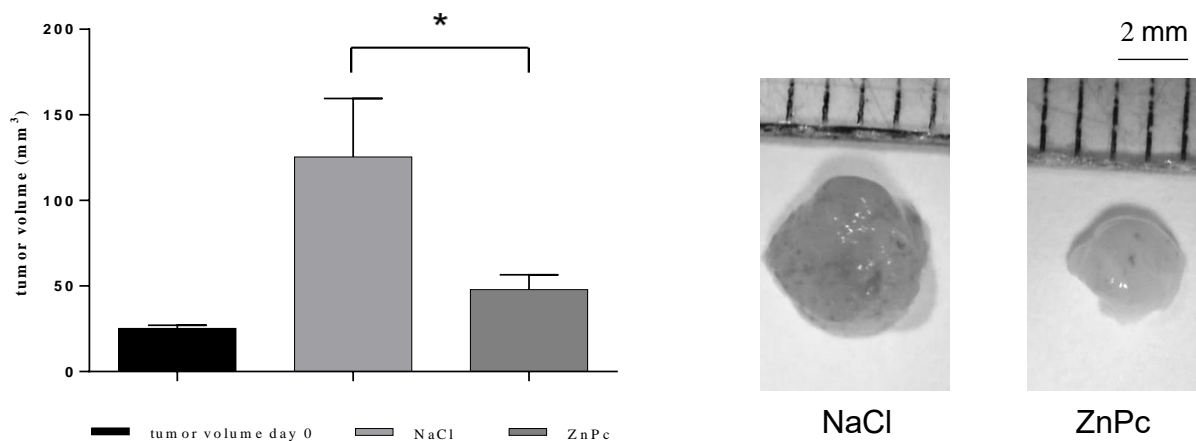 *
200
150
100
50
0
tumor volume (mm³)
tumor volume day 0
NaCl
ZnPc
2 mm
NaCl
ZnPc